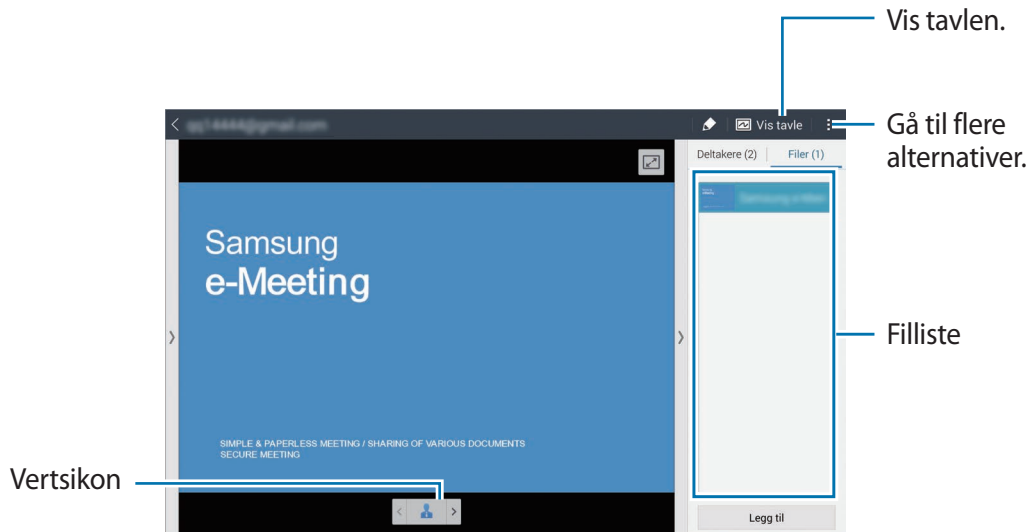 Vis tavlen.
Vis tavle
Gå til flere
alternativer.
Deltakere (2)
Filer (1)
Samsung
e-Meeting
Filliste
SIMPLE & PAPERLESS MEETING / SHARING OF VARIOUS DOCUMENTS
SECURE MEETING
Vertsikon
Legg til